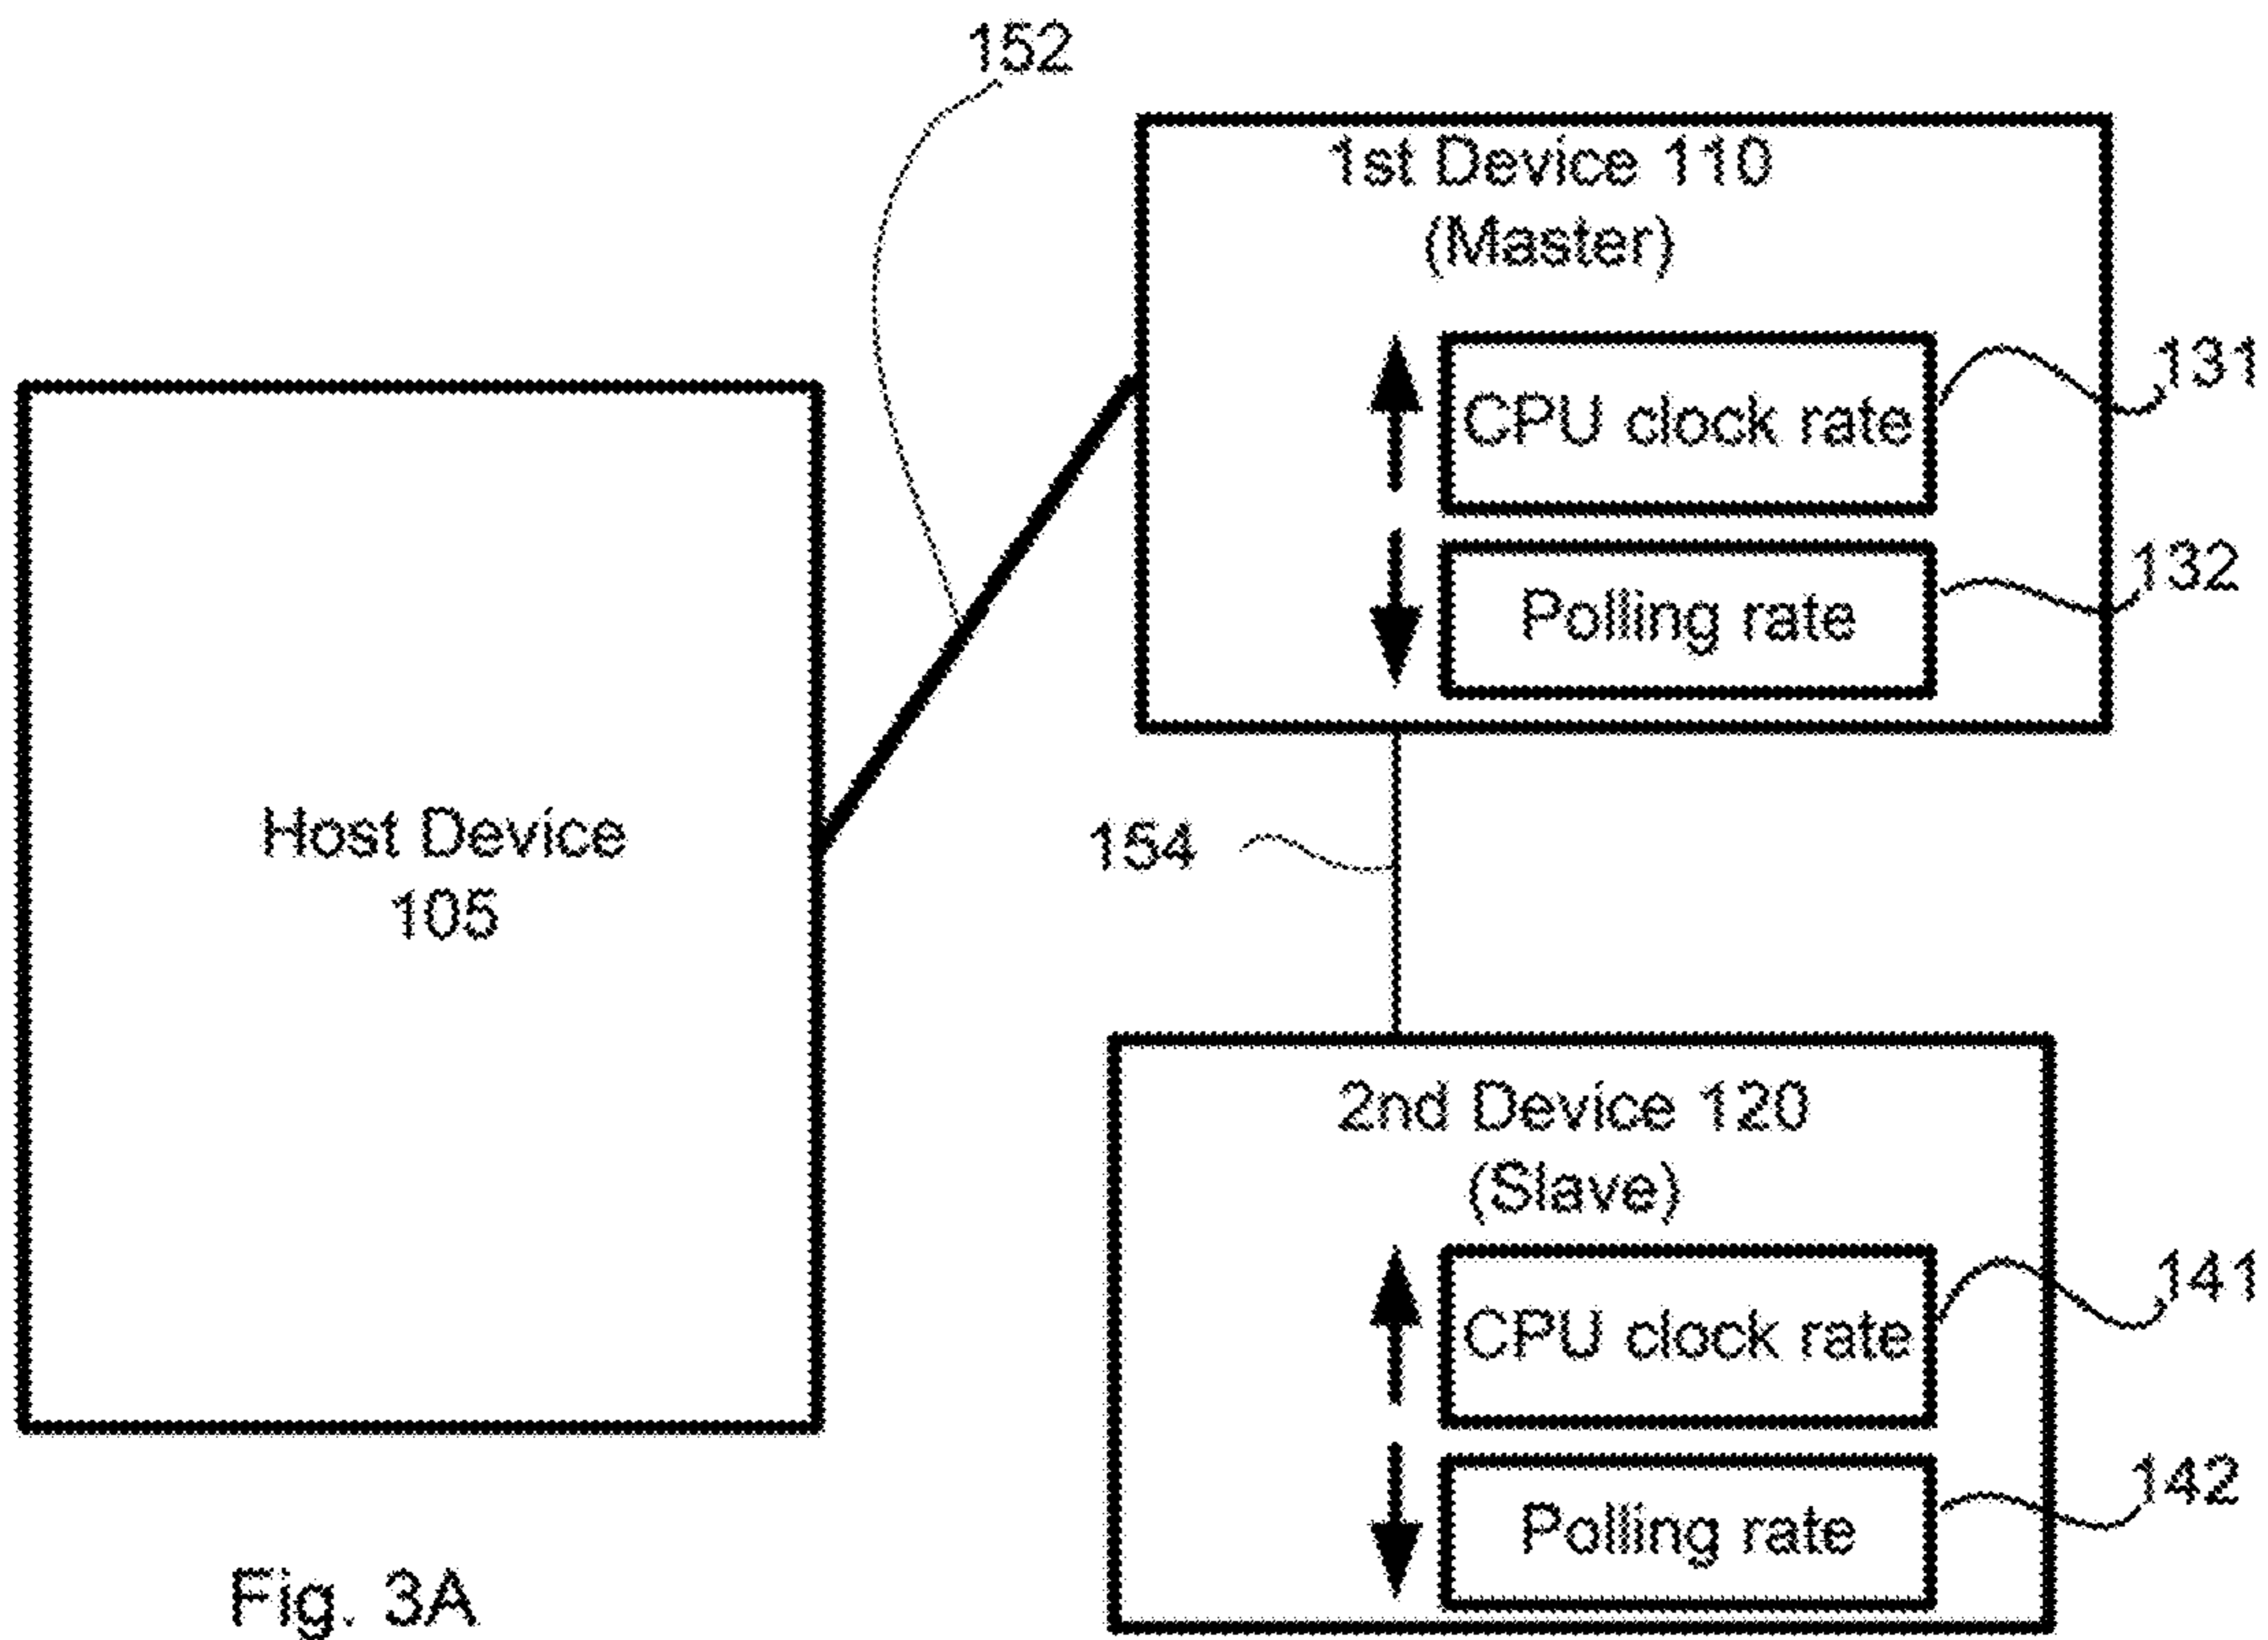 152
1st Device 110
(Master)
CPU clock rate
131
Polling rate
132
Host Device
105
154
2nd Device 120
(Slave)
CPU clock rate
141
Polling rate
142
Fig. 3A